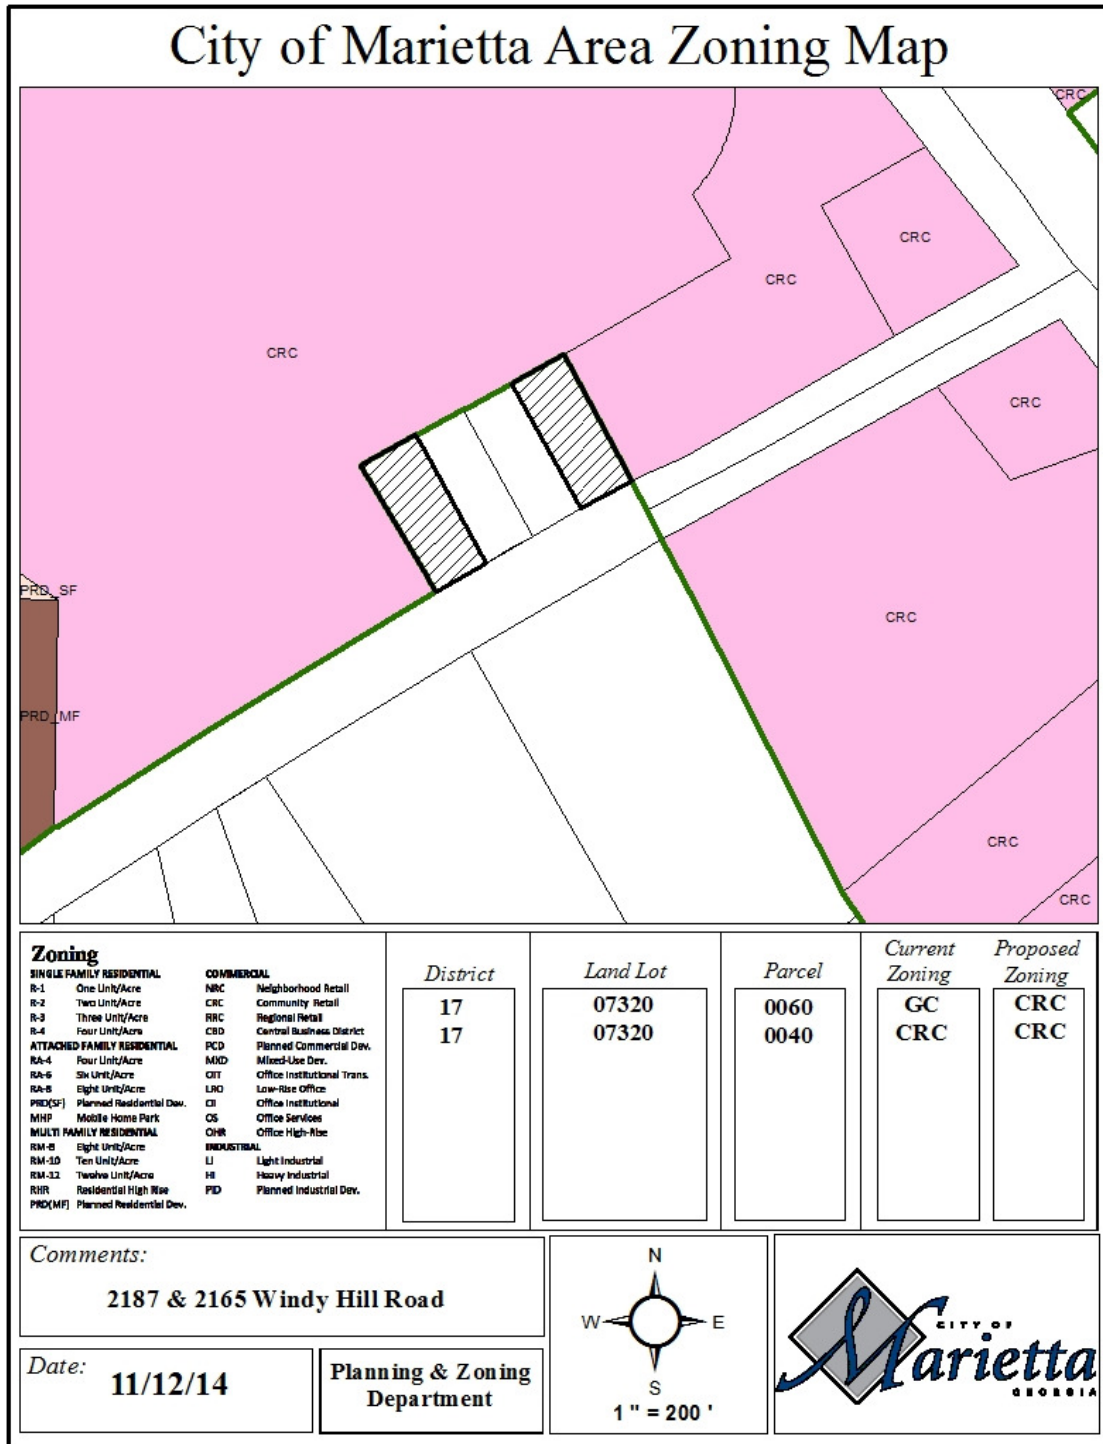 City of Marietta Area Zoning Map
CRC
CRC
CRC
CRC
CRC
CRC
PRD_SF
CRC
PRD_MF
CRC
CRC
Zoning
SINGLE FAMILY RESIDENTIAL
R-1 One Unit/Acre
R-2 Two Unit/Acre
R-3 Three Unit/Acre
R-4 Four Unit/Acre
ATTACHED FAMILY RESIDENTIAL
RA-4 Four Unit/Acre
RA-6 Six Unit/Acre
RA-8 Eight Unit/Acre
PRD(SF) Planned Residential Dev.
MHP Mobile Home Park
MULTI FAMILY RESIDENTIAL
RM-8 Eight Unit/Acre
RM-10 Ten Unit/Acre
RM-12 Twelve Unit/Acre
RHR Residential High Rise
PRD(MF) Planned Residential Dev.
COMMERCIAL
NRC Neighborhood Retail
CRC Community Retail
RRC Regional Retail
CBD Central Business District
PCD Planned Commercial Dev.
MXD Mixed-Use Dev.
OIT Office Institutional Trans.
LRO Low-Rise Office
OI Office Institutional
OS Office Services
OHR Office High-Rise
INDUSTRIAL
LI Light Industrial
HI Heavy Industrial
PID Planned Industrial Dev.
District Land Lot Parcel Current Zoning Proposed Zoning
17 07320 0060 GC CRC
17 07320 0040 CRC CRC
Comments:
2187 & 2165 Windy Hill Road
Date: 11/12/14
Planning & Zoning
Department
N
W E
S
1 " = 200 '
CITY OF
Marietta
GEORGIA